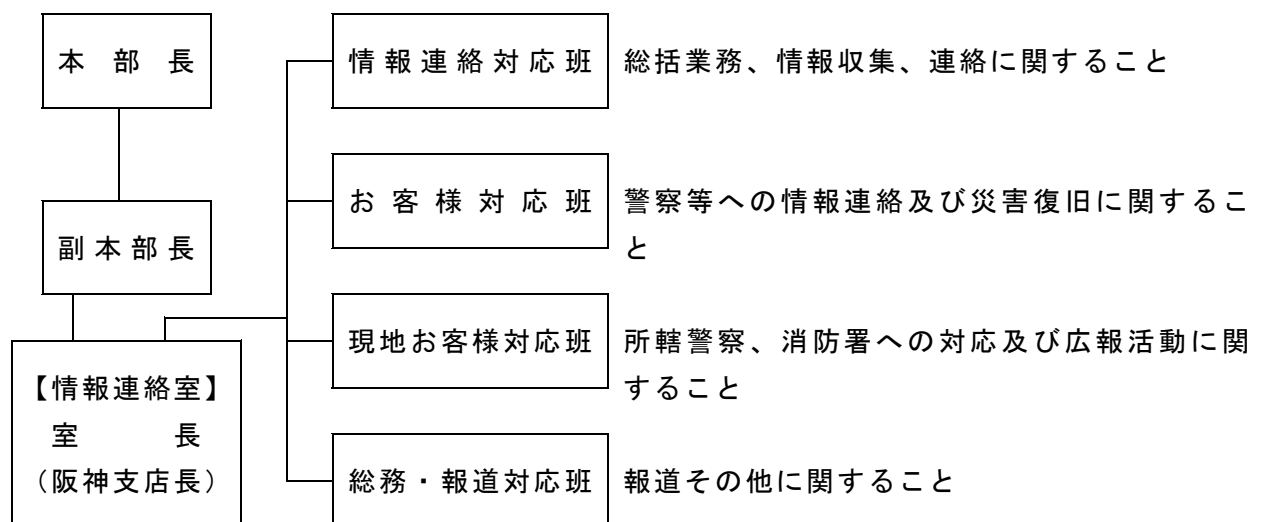 本部長
副本部長
【情報連絡室】
室長
（阪神支店長）
情報連絡対応班
総括業務、情報収集、連絡に関すること
お客様対応班
警察等への情報連絡及び災害復旧に関するこ
と
現地お客様対応班
所轄警察、消防署への対応及び広報活動に関
すること
総務・報道対応班
報道その他に関すること